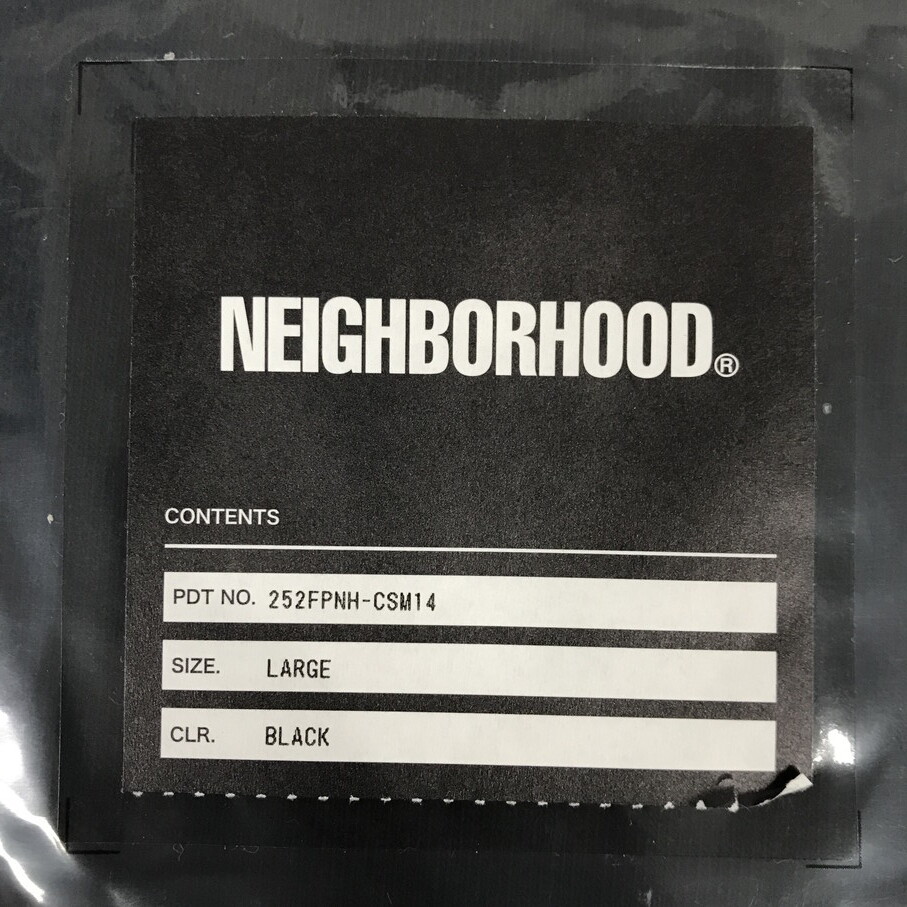 NEIGHBORHOOD®
CONTENTS
PDT NO. 252FPNH-CSM14
SIZE. LARGE
CLR. BLACK